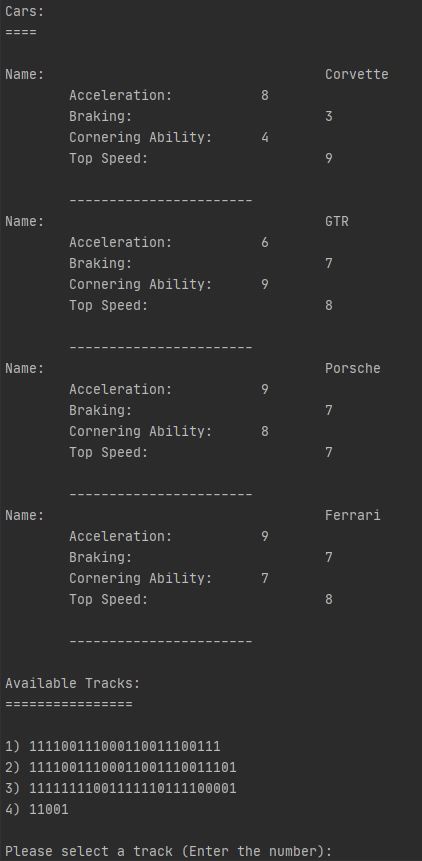 Cars:
====
Name: Corvette
Acceleration: 8
Braking: 3
Cornering Ability: 4
Top Speed: 9
-----------------------
Name: GTR
Acceleration: 6
Braking: 7
Cornering Ability: 9
Top Speed: 8
-----------------------
Name: Porsche
Acceleration: 9
Braking: 7
Cornering Ability: 8
Top Speed: 7
-----------------------
Name: Ferrari
Acceleration: 9
Braking: 7
Cornering Ability: 7
Top Speed: 8
-----------------------
Available Tracks:
================
1) 111100111000110011100111
2) 11110011100011001110011101
3) 11111111001111110111100001
4) 11001
Please select a track (Enter the number):